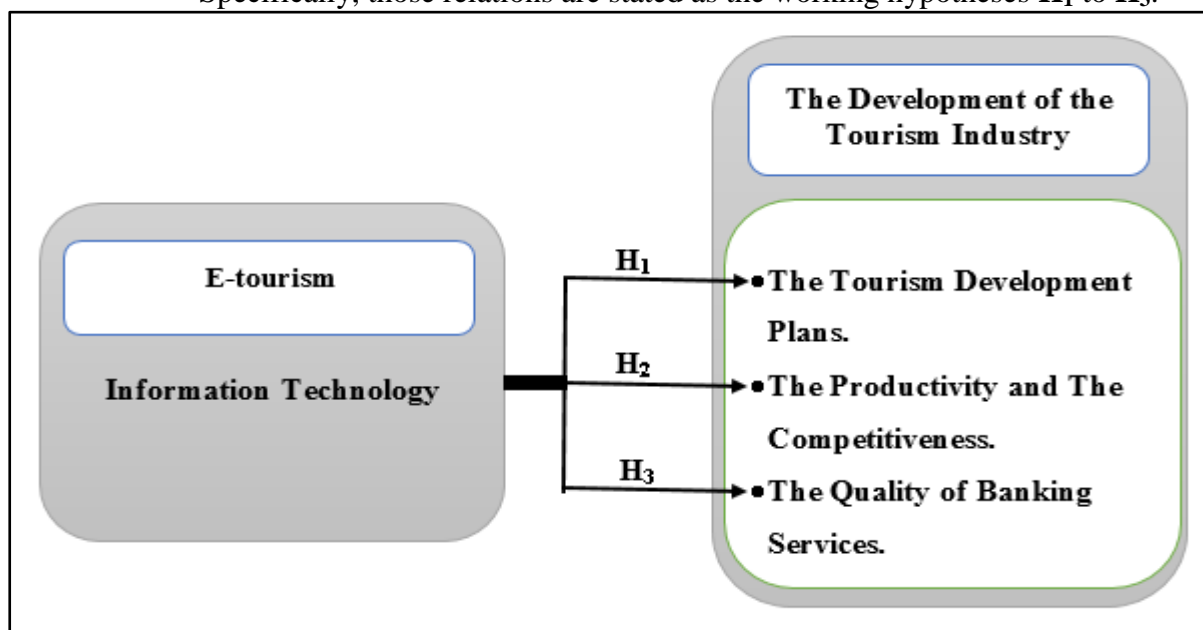 Specifically, those relations are stated as the working hypotheses H1 to H3.
The Development of the
Tourism Industry
E-tourism
Information Technology
H1
H2
H3
•The Tourism Development
Plans.
•The Productivity and The
Competitiveness.
•The Quality of Banking
Services.